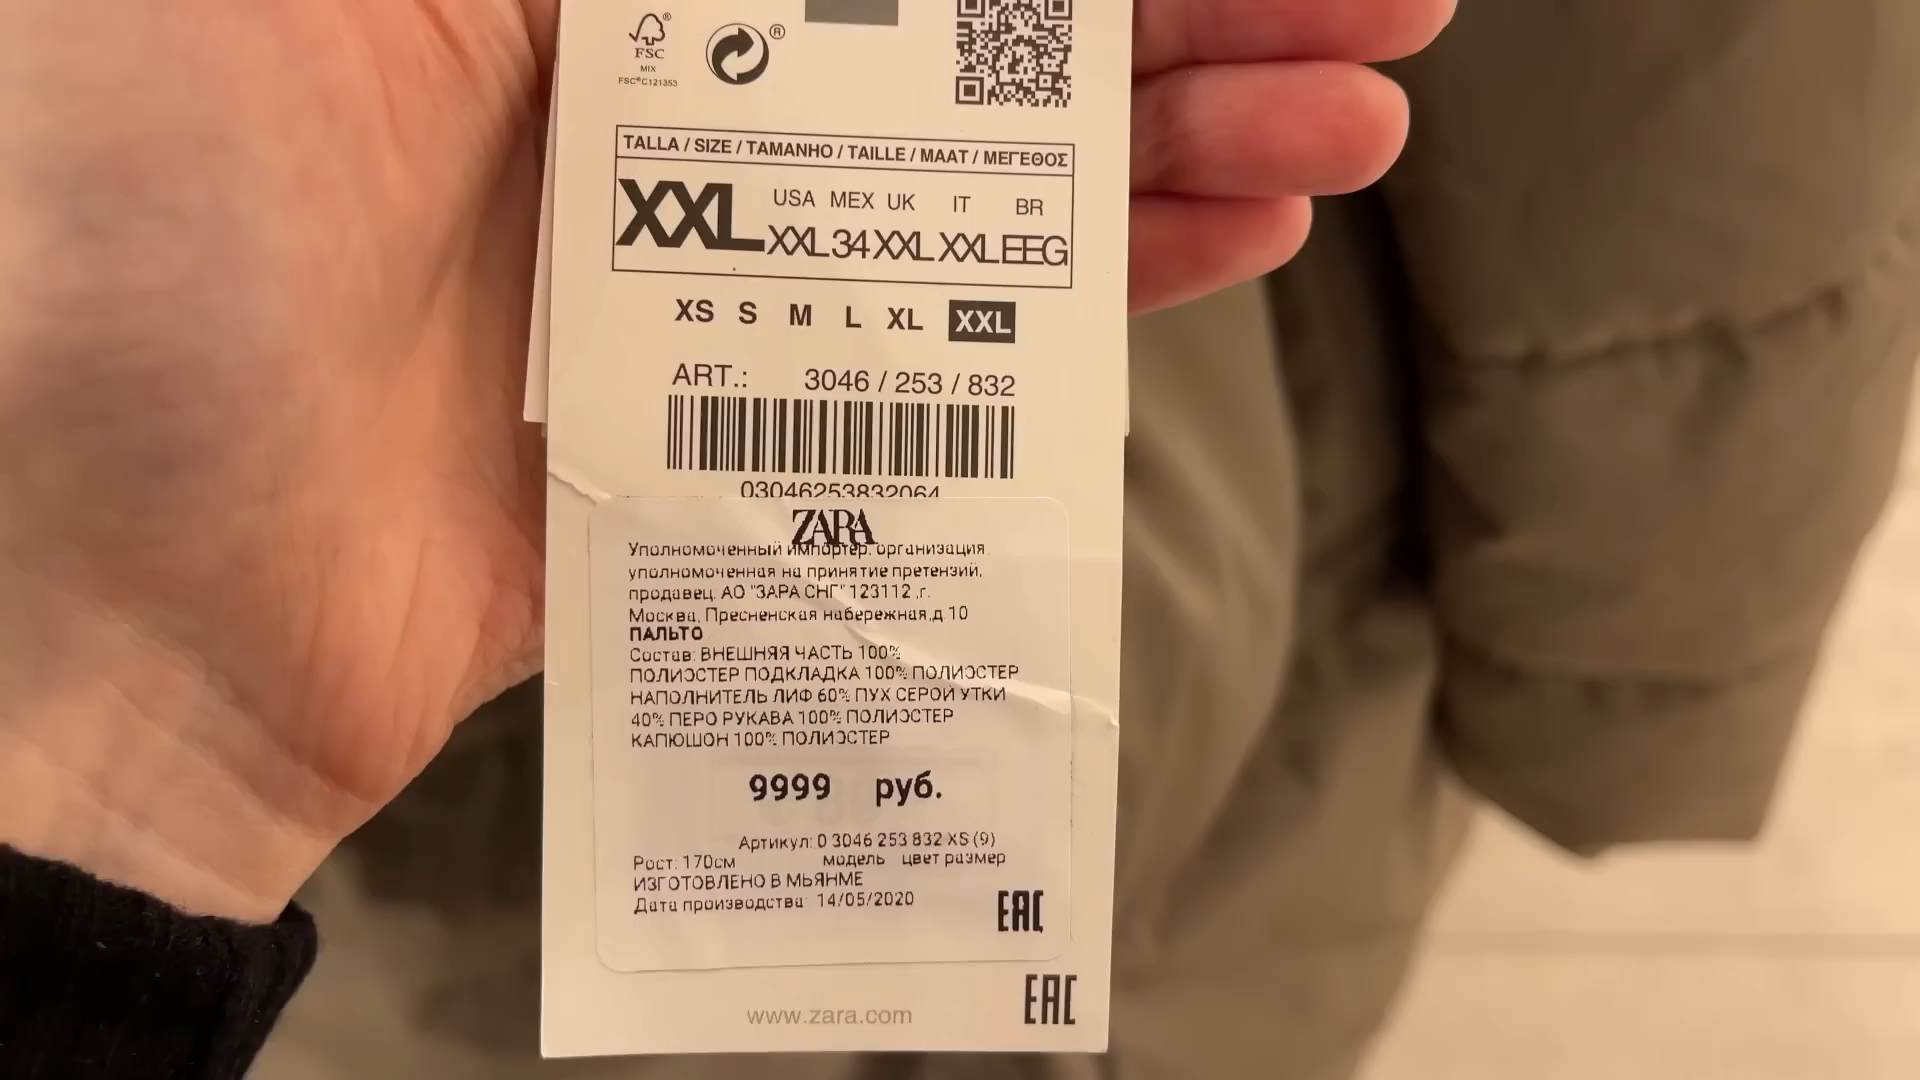 FSC®
MIX
FSC®C121353
®
TALLA / SIZE / TAMANHO / TAILLE / MAAT / ΜΕΓΕΘΟΣ
XXL
USA MEX UK IT BR
XXL 34 XXL XXL EEG
XS S M L XL XXL
ART.: 3046 / 253 / 832
03046253832064
ZARA
Уполномоченный импортер, организация
уполномоченная на принятие претензий,
продавец. АО "ЗАРА СНГ" 123112 ,г.
Москва, Пресненская набережная,д.10
ПАЛЬТО
Состав: ВНЕШНЯЯ ЧАСТЬ 100%
ПОЛИЭСТЕР ПОДКЛАДКА 100% ПОЛИЭСТЕР
НАПОЛНИТЕЛЬ ЛИФ 60% ПУХ СЕРОЙ УТКИ
40% ПЕРО РУКАВА 100% ПОЛИЭСТЕР
КАПЮШОН 100% ПОЛИЭСТЕР
9999 руб.
Артикул: 0 3046 253 832 XS (9)
Рост: 170см модель цвет размер
ИЗГОТОВЛЕНО В МЬЯНМЕ
Дата производства: 14/05/2020
EAC
EAC
www.zara.com